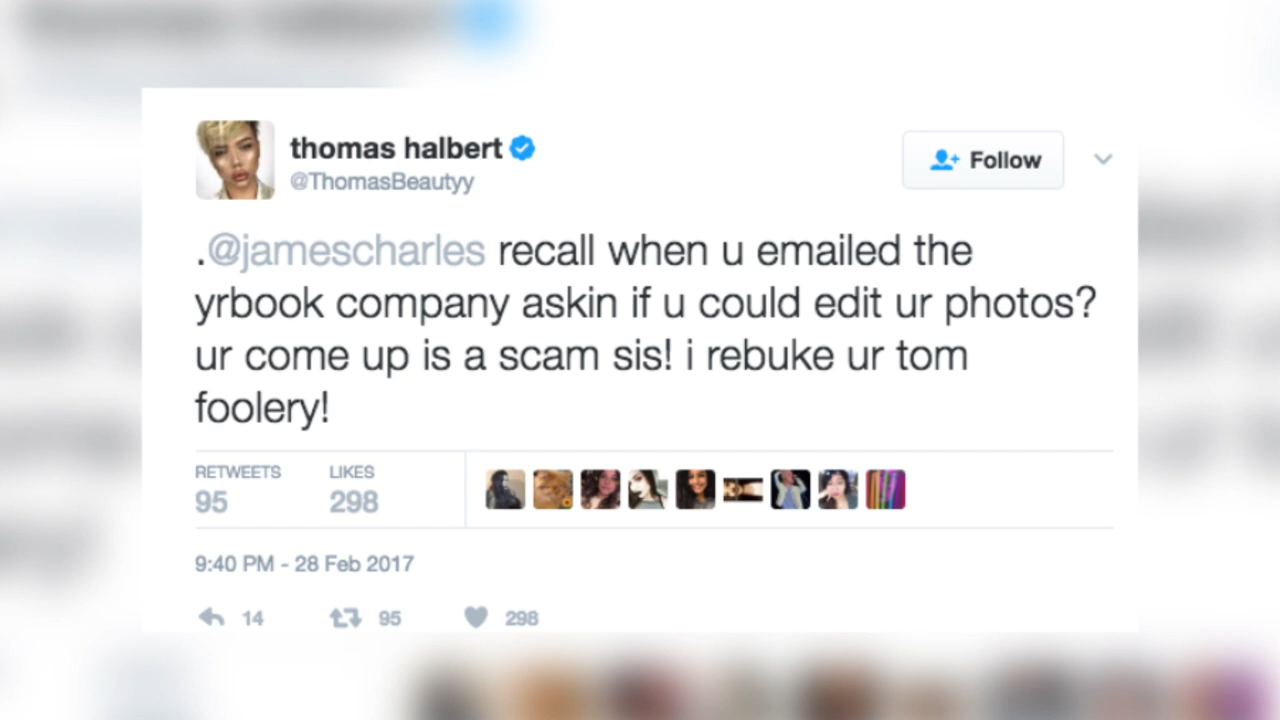 thomas halbert
@ThomasBeautyy
Follow
.@jamescharles recall when u emailed the
yrbook company askin if u could edit ur photos?
ur come up is a scam sis! i rebuke ur tom
foolery!
RETWEETS LIKES
95 298
9:40 PM - 28 Feb 2017
14 95 298